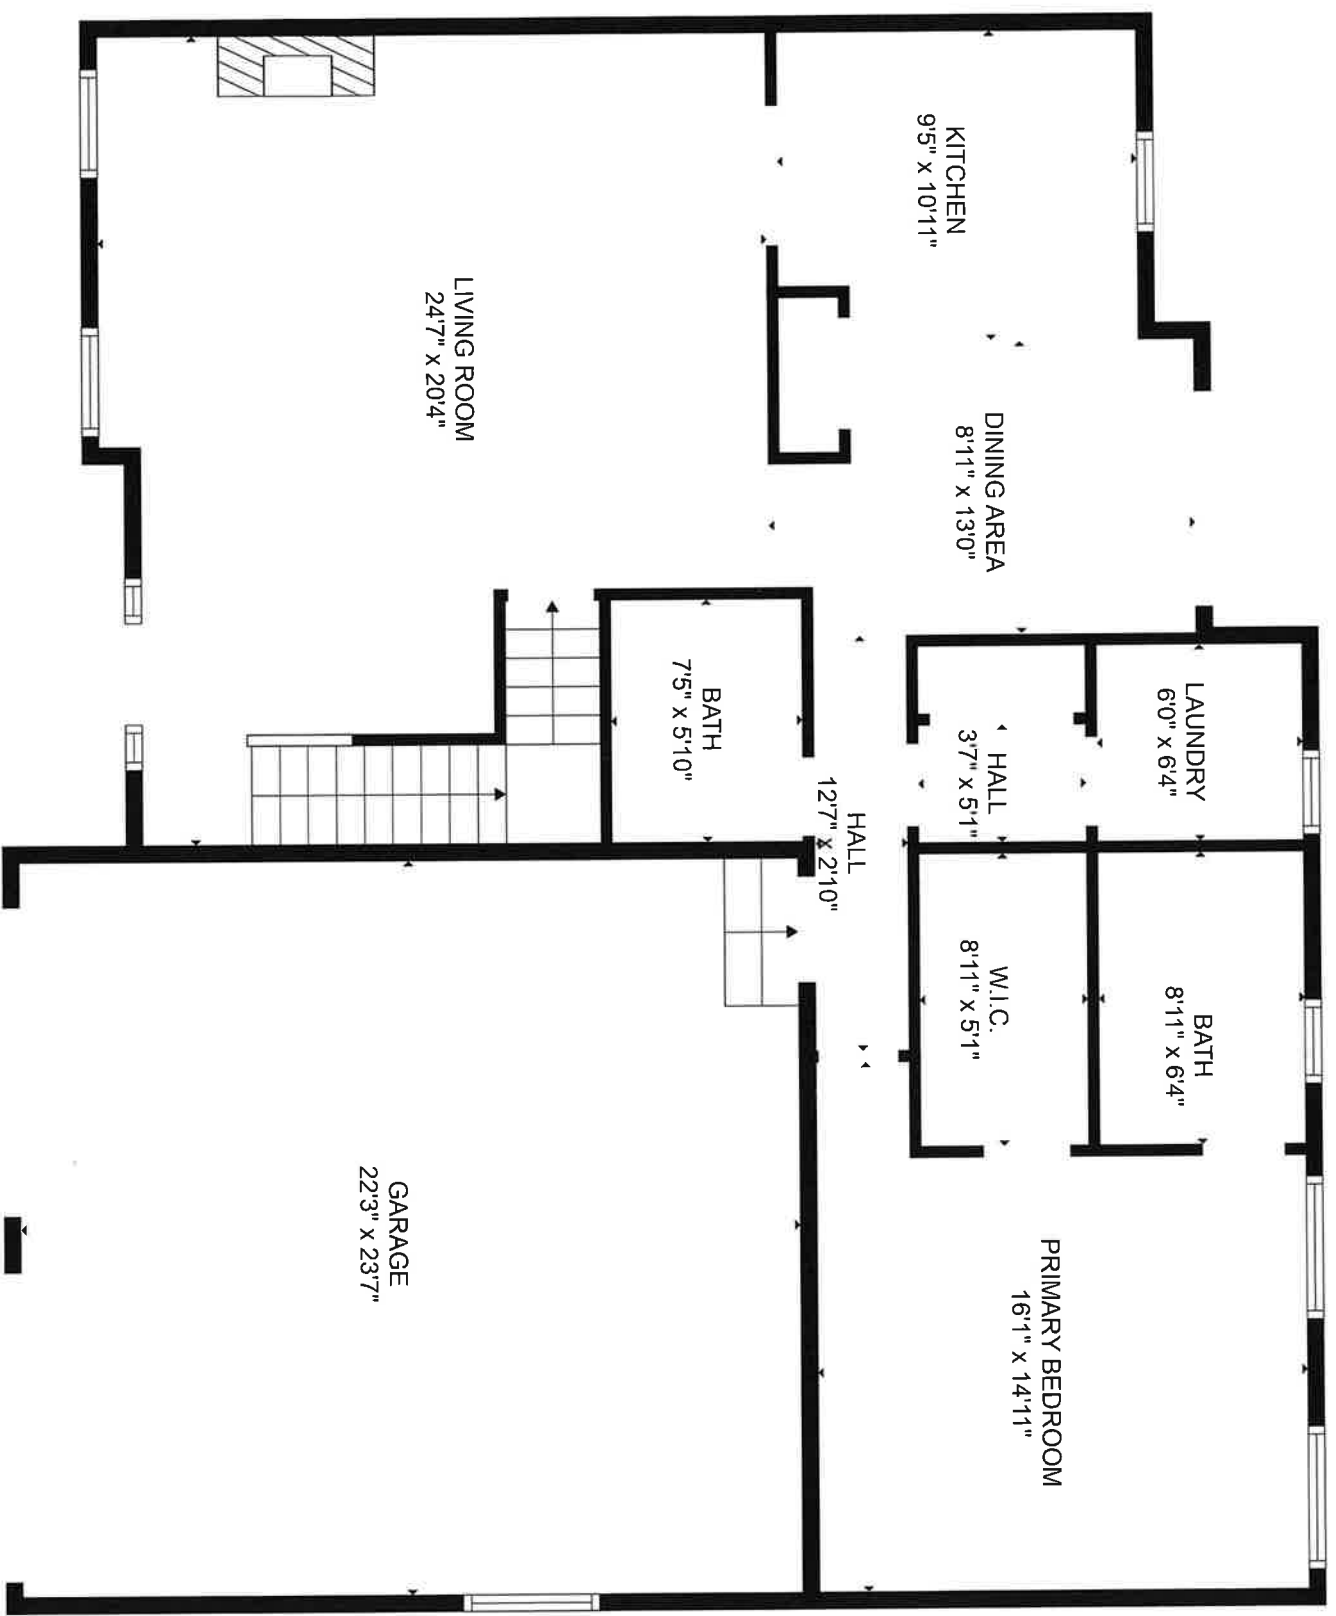 KITCHEN
9'5" x 10'11"
DINING AREA
8'11" x 13'0"
LAUNDRY
6'0" x 6'4"
BATH
8'11" x 6'4"
HALL
3'7" x 5'1"
W.I.C.
8'11" x 5'1"
PRIMARY BEDROOM
16'1" x 14'11"
LIVING ROOM
24'7" x 20'4"
BATH
7'5" x 5'10"
HALL
12'7" x 2'10"
GARAGE
22'3" x 23'7"